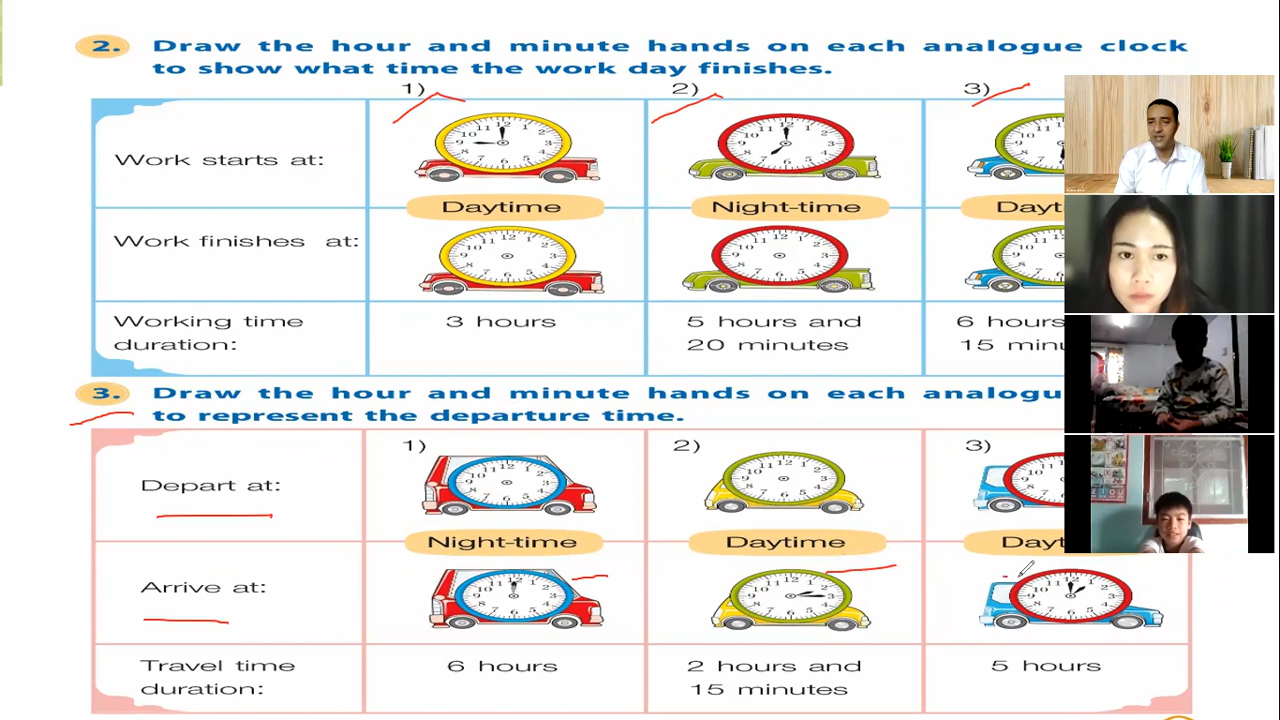 2. Draw the hour and minute hands on each analogue clock
to show what time the work day finishes.
1) 2) 3)
Work starts at:
Daytime Night-time
Work finishes at:
Working time 3 hours 5 hours and 6 hours
duration: 20 minutes 15
3. Draw the hour and minute hands on each
to represent the departure time.
1) 2) 3)
Depart at:
Night-time Daytime
Arrive at:
Travel time 6 hours 2 hours and 5 hours
duration: 15 minutes